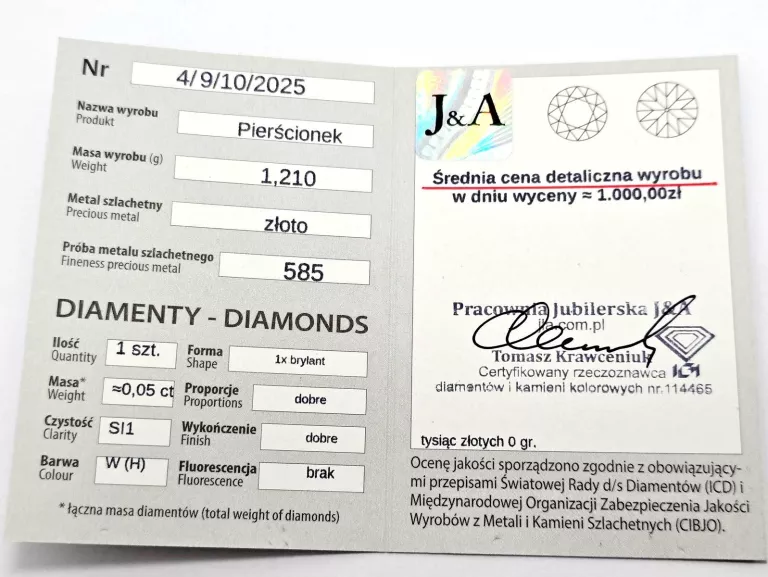 Nr 4/9/10/2025
Nazwa wyrobu
Produkt
Pierścionek
Masa wyrobu (g)
Weight
1,210
Metal szlachetny
Precious metal
złoto
Próba metalu szlachetnego
Fineness precious metal
585
DIAMENTY - DIAMONDS
Ilość
Quantity
1 szt.
Forma
Shape
1x brylant
Masa*
Weight
≈0,05 ct
Proporcje
Proportions
dobre
Czystość
Clarity
SI1
Wykończenie
Finish
dobre
Barwa
Colour
W (H)
Fluorescencja
Fluorescence
brak
* łączna masa diamentów (total weight of diamonds)
J&A
Średnia cena detaliczna wyrobu
w dniu wyceny ≈ 1.000,00zł
Pracownia Jubilerska J&A
jla.com.pl
Tomasz Krawceniuk
Certyfikowany rzeczoznawca
diamentów i kamieni kolorowych nr.114465
tysiąc złotych 0 gr.
Ocenę jakości sporządzono zgodnie z obowiązujący-
mi przepisami Światowej Rady d/s Diamentów (ICD) i
Międzynarodowej Organizacji Zabezpieczenia Jakości
Wyrobów z Metali i Kamieni Szlachetnych (CIBJO).